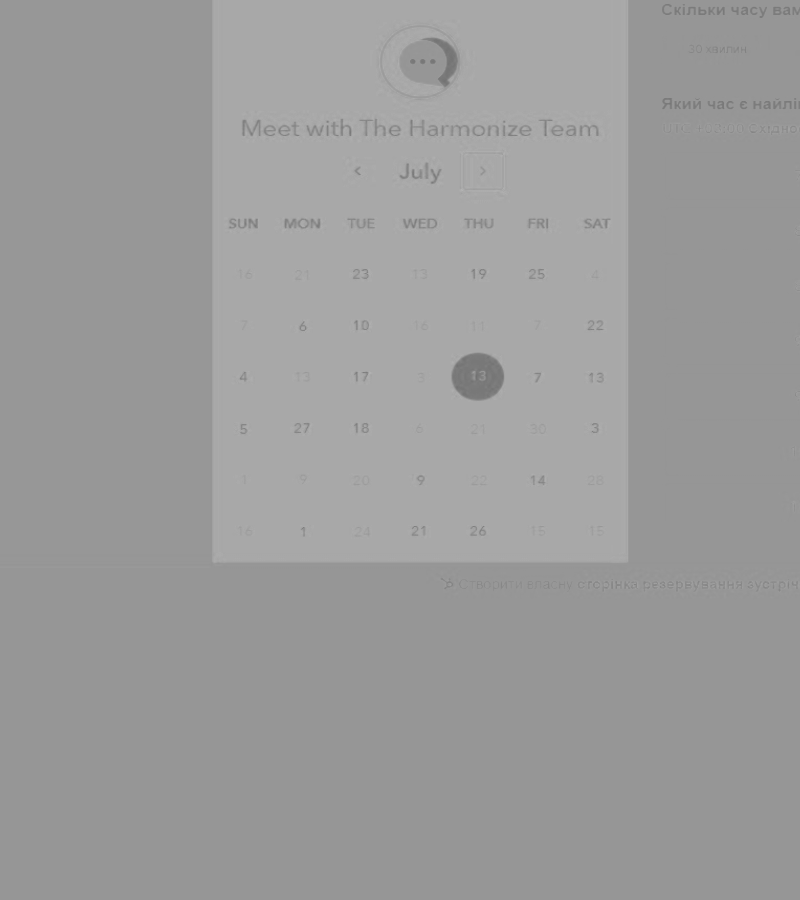 Скільки часу вам
30 хвилин
Meet with The Harmonize Team
Який час є найлі
July
SUN MON TUE WED THU FRI SAT
16 21 23 13 19 25 4
7 6 10 16 11 7 22
4 13 17 3 13 7 13
5 27 18 6 21 30 3
1 9 20 9 22 14 28
16 1 24 21 26 15 15
Створити власну сторінка резервування зустріч